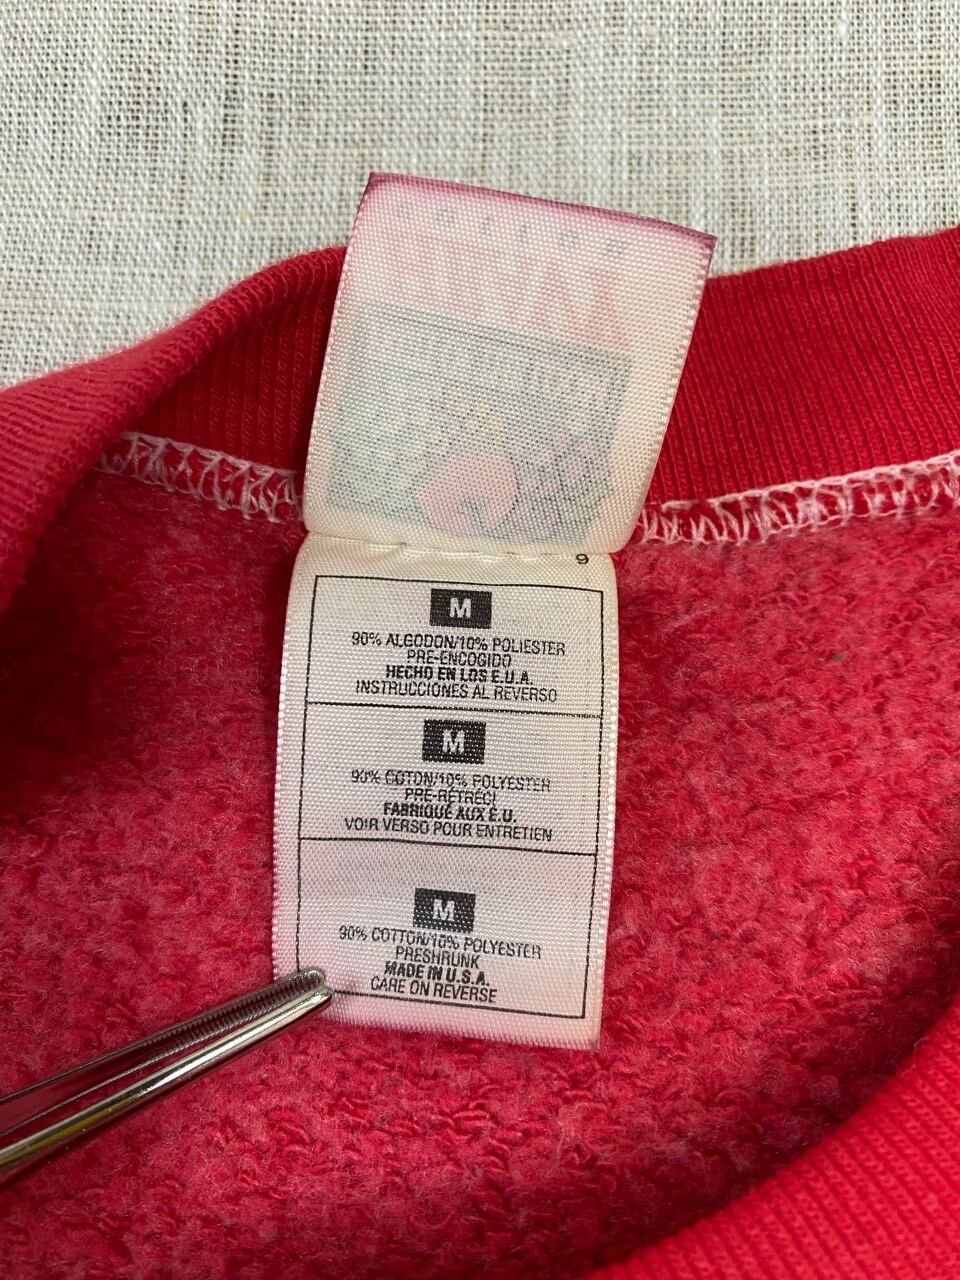 9
M
90% ALGODON/10% POLIESTER
PRE-ENCOGIDO
HECHO EN LOS E.U.A.
INSTRUCCIONES AL REVERSO
M
90% COTON/10% POLYESTER
PRE-RÉTRÉCI
FABRIQUÉ AUX É.U.
VOIR VERSO POUR ENTRETIEN
M
90% COTTON/10% POLYESTER
PRESHRUNK
MADE IN U.S.A.
CARE ON REVERSE